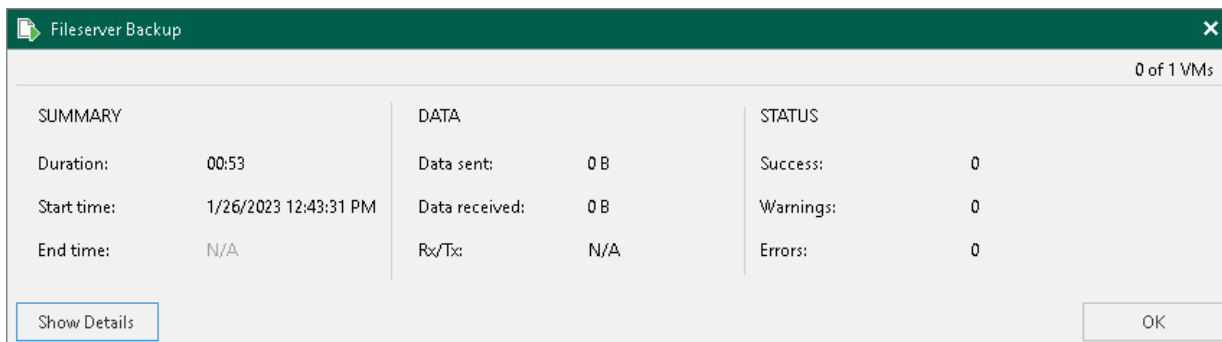 Fileserver Backup
0 of 1 VMs
SUMMARY DATA STATUS
Duration: 00:53 Data sent: 0 B Success: 0
Start time: 1/26/2023 12:43:31 PM Data received: 0 B Warnings: 0
End time: N/A Rx/Tx: N/A Errors: 0
Show Details OK